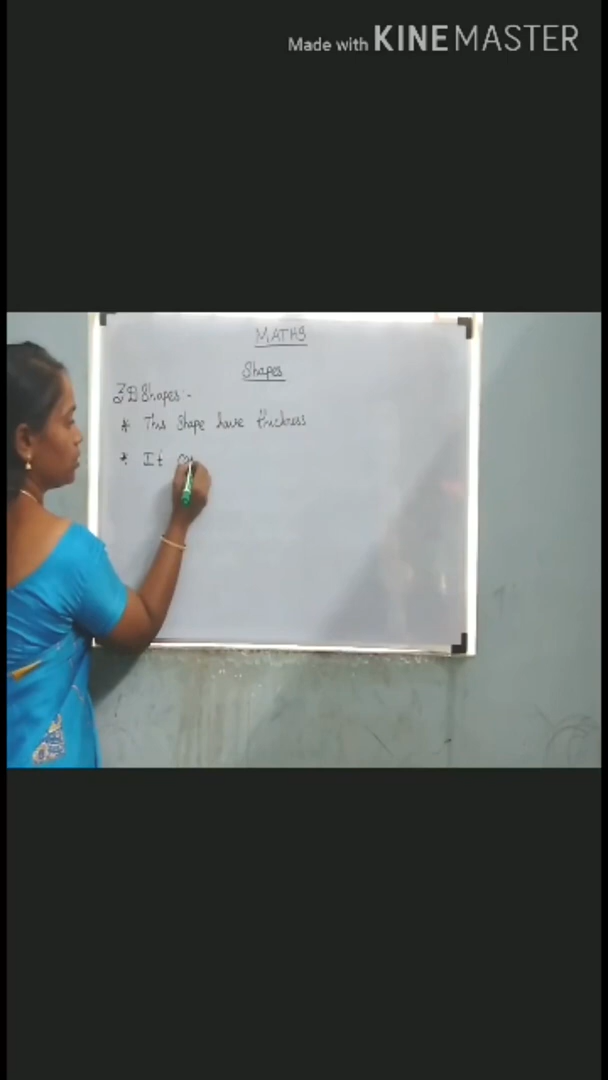 Made with KINEMASTER
MATHS
Shapes
3D Shapes:-
* This Shape have thickness
* It